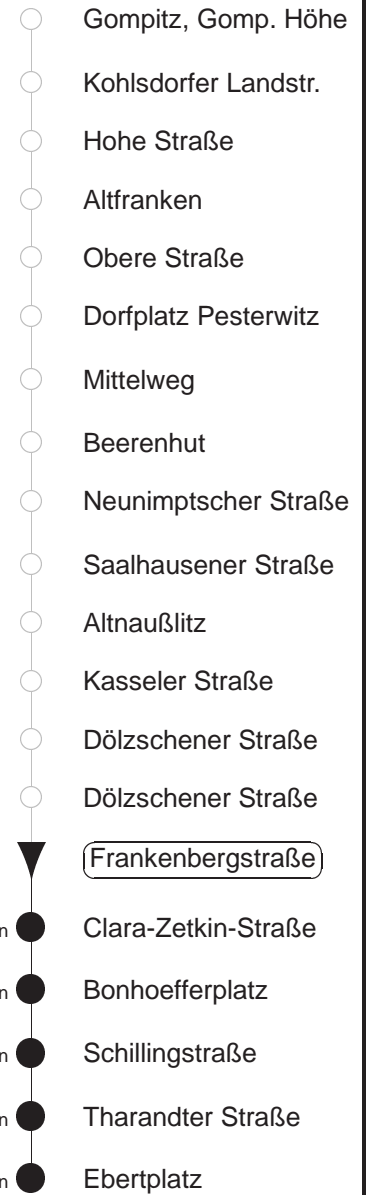 Gompitz, Gomp. Höhe
Kohlsdorfer Landstr.
Hohe Straße
Altfranken
Obere Straße
Dorfplatz Pesterwitz
Mittelweg
Beerenhut
Neunimptscher Straße
Saalhausener Straße
Altnaußlitz
Kasseler Straße
Dölzschener Straße
Dölzschener Straße
Frankenbergstraße
n Clara-Zetkin-Straße
n Bonhoefferplatz
n Schillingstraße
n Tharandter Straße
n Ebertplatz